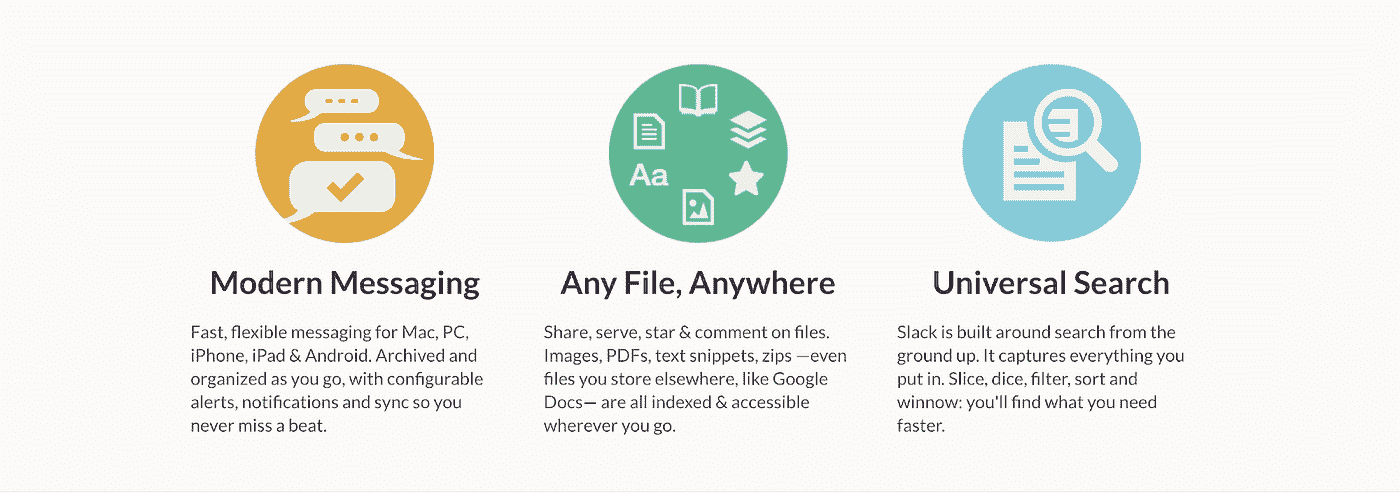 Aa
Modern Messaging
Fast, flexible messaging for Mac, PC,
iPhone, iPad & Android. Archived and
organized as you go, with configurable
alerts, notifications and sync so you
never miss a beat.
Any File, Anywhere
Share, serve, star & comment on files.
Images, PDFs, text snippets, zips —even
files you store elsewhere, like Google
Docs— are all indexed & accessible
wherever you go.
Universal Search
Slack is built around search from the
ground up. It captures everything you
put in. Slice, dice, filter, sort and
winnow: you'll find what you need
faster.